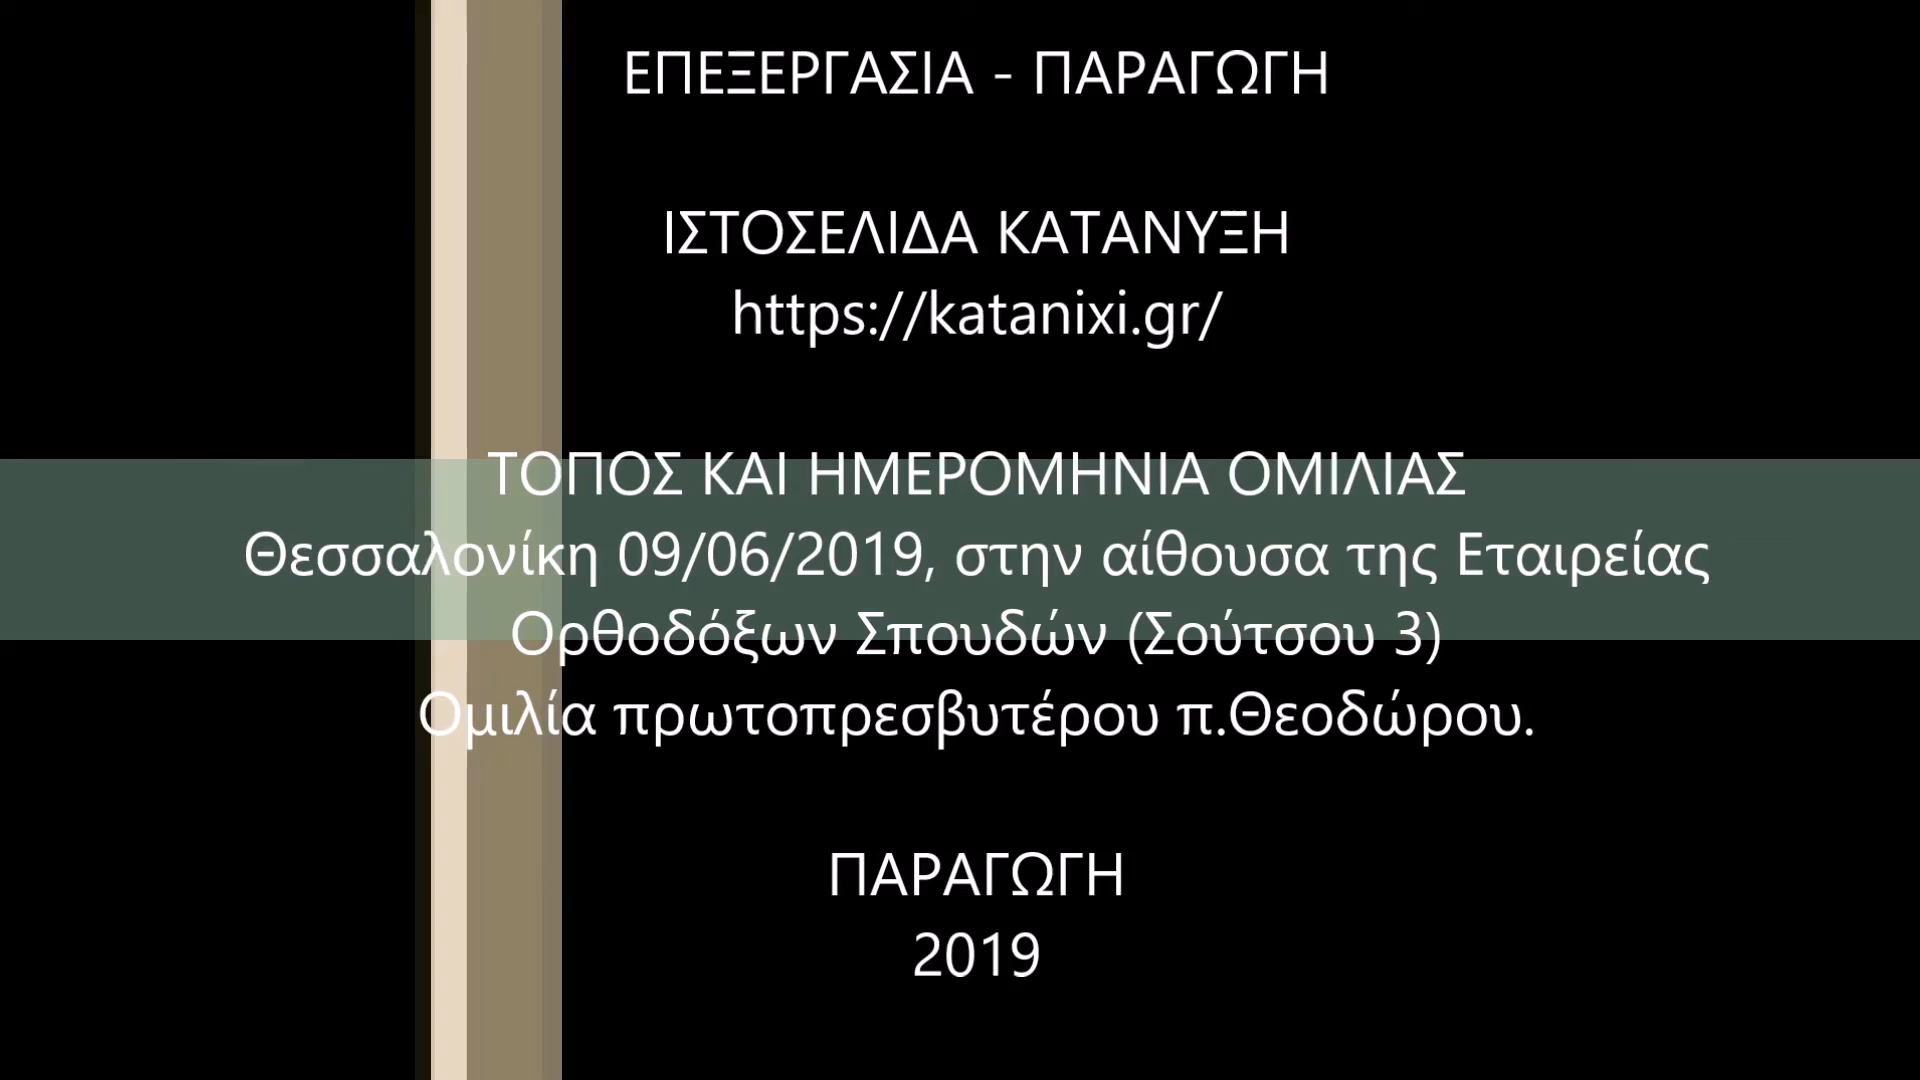 ΕΠΕΞΕΡΓΑΣΙΑ - ΠΑΡΑΓΩΓΗ
ΙΣΤΟΣΕΛΙΔΑ ΚΑΤΑΝΥΞΗ
https://katanixi.gr/
ΤΟΠΟΣ ΚΑΙ ΗΜΕΡΟΜΗΝΙΑ ΟΜΙΛΙΑΣ
Θεσσαλονίκη 09/06/2019, στην αίθουσα της Εταιρείας
Ορθοδόξων Σπουδών (Σούτσου 3)
Ομιλία πρωτοπρεσβυτέρου π.Θεοδώρου.
ΠΑΡΑΓΩΓΗ
2019